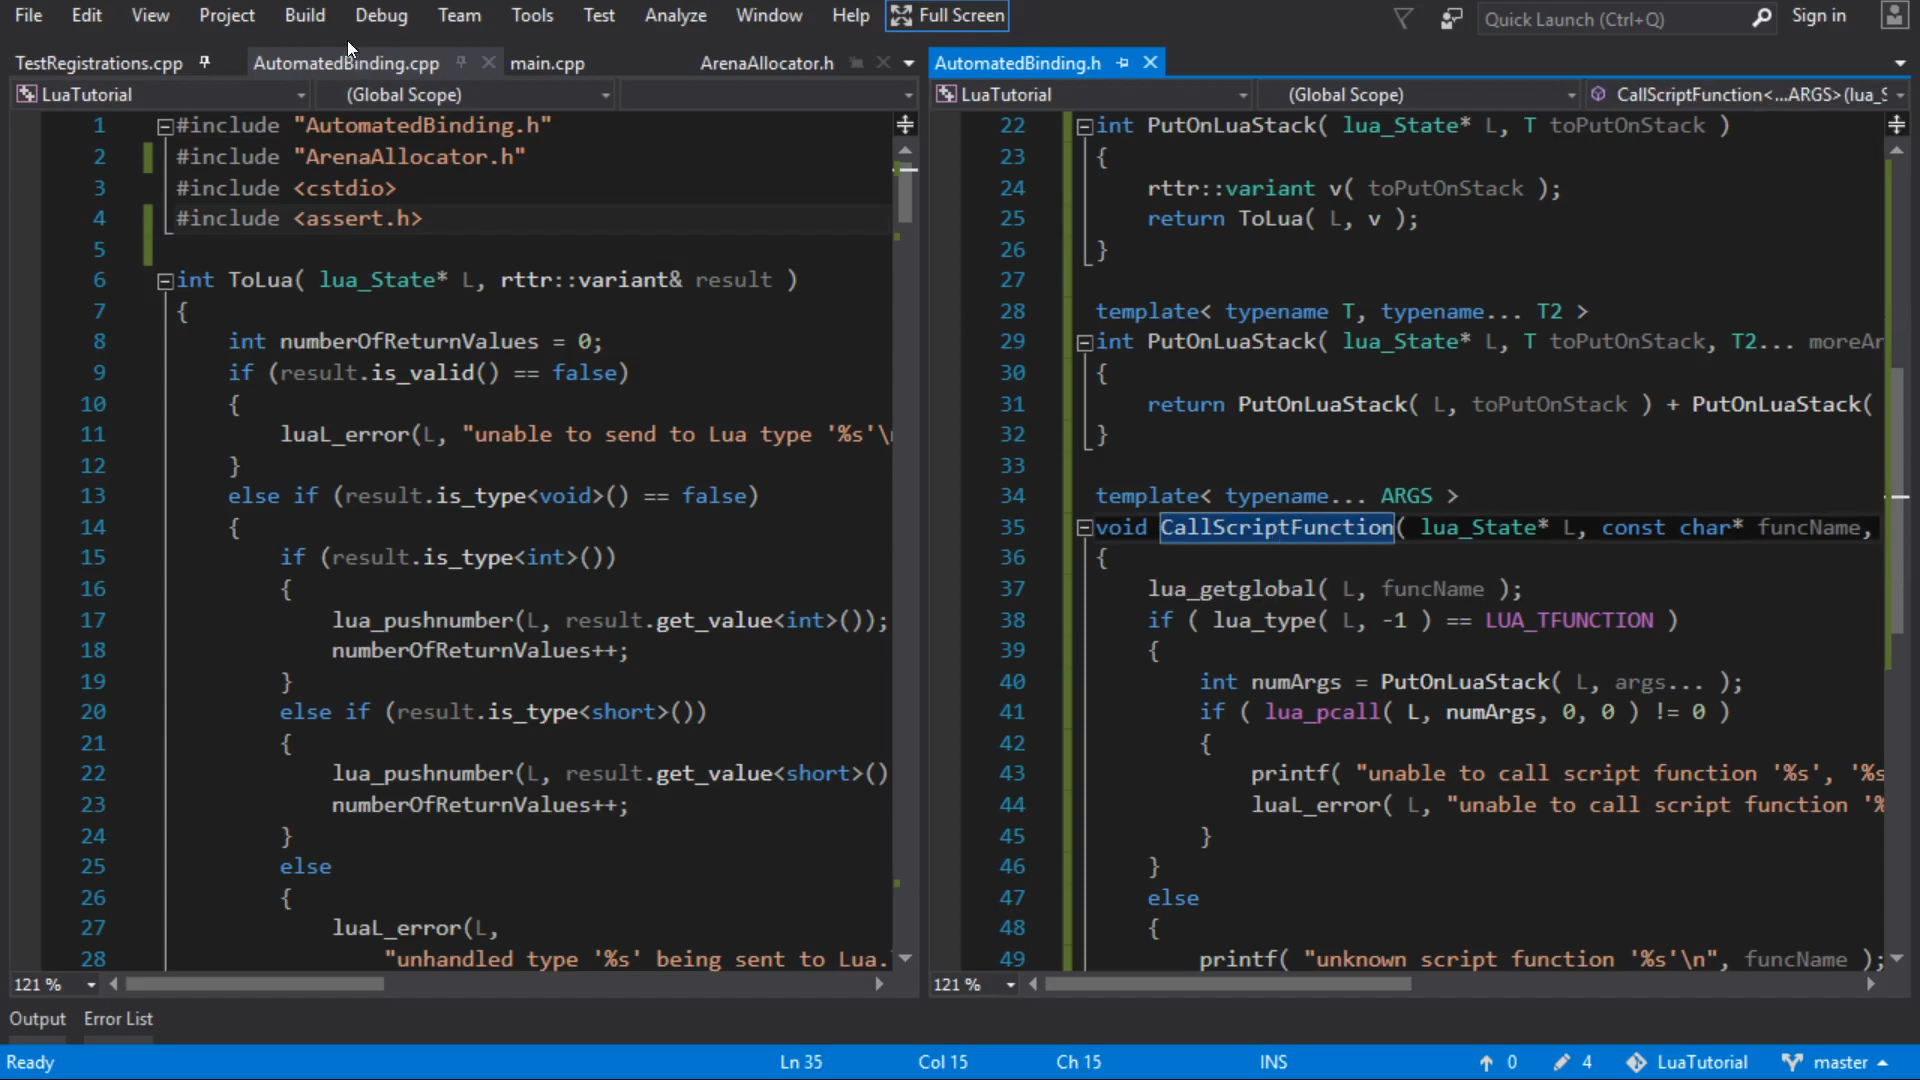 File Edit View Project Build Debug Team Tools Test Analyze Window Help Full Screen Quick Launch (Ctrl+Q) Sign in
TestRegistrations.cpp AutomatedBinding.cpp main.cpp ArenaAllocator.h AutomatedBinding.h
LuaTutorial (Global Scope)
1 #include "AutomatedBinding.h"
2 #include "ArenaAllocator.h"
3 #include <cstdio>
4 #include <assert.h>
5
6 int ToLua( lua_State* L, rttr::variant& result )
7 {
8 int numberOfReturnValues = 0;
9 if (result.is_valid() == false)
10 {
11 luaL_error(L, "unable to send to Lua type '%s'\
12 }
13 else if (result.is_type<void>() == false)
14 {
15 if (result.is_type<int>())
16 {
17 lua_pushnumber(L, result.get_value<int>());
18 numberOfReturnValues++;
19 }
20 else if (result.is_type<short>())
21 {
22 lua_pushnumber(L, result.get_value<short>()
23 numberOfReturnValues++;
24 }
25 else
26 {
27 luaL_error(L,
28 "unhandled type '%s' being sent to Lua.
121 %
LuaTutorial (Global Scope) CallScriptFunction<...ARGS>(lua_S
22 int PutOnLuaStack( lua_State* L, T toPutOnStack )
23 {
24 rttr::variant v( toPutOnStack );
25 return ToLua( L, v );
26 }
27
28 template< typename T, typename... T2 >
29 int PutOnLuaStack( lua_State* L, T toPutOnStack, T2... moreAr
30 {
31 return PutOnLuaStack( L, toPutOnStack ) + PutOnLuaStack(
32 }
33
34 template< typename... ARGS >
35 void CallScriptFunction( lua_State* L, const char* funcName,
36 {
37 lua_getglobal( L, funcName );
38 if ( lua_type( L, -1 ) == LUA_TFUNCTION )
39 {
40 int numArgs = PutOnLuaStack( L, args... );
41 if ( lua_pcall( L, numArgs, 0, 0 ) != 0 )
42 {
43 printf( "unable to call script function '%s', '%s
44 luaL_error( L, "unable to call script function '%
45 }
46 }
47 else
48 {
49 printf( "unknown script function '%s'\n", funcName );
121 %
Output Error List
Ready Ln 35 Col 15 Ch 15 INS 0 4 LuaTutorial master